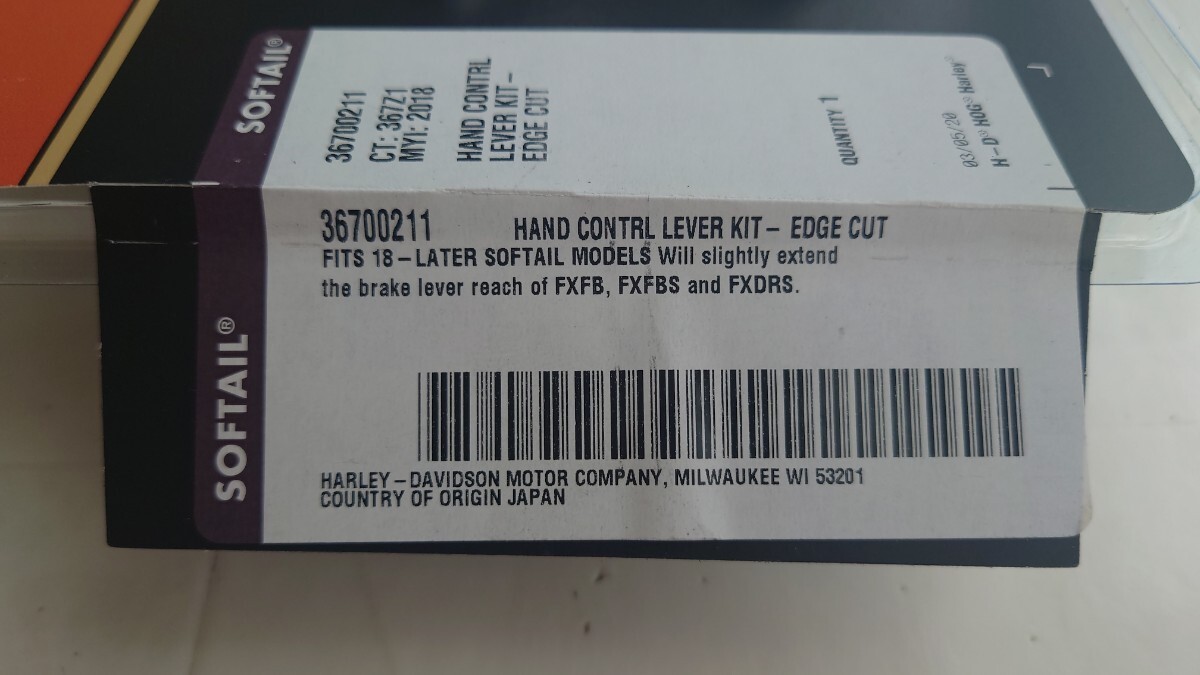 SOFTAIL®
36700211
CT: 367Z1
MYI: 2018
HAND CONTRL
LEVER KIT-
EDGE CUT
QUANTITY 1
03/05/20
H-D® HOG® Harley®
SOFTAIL®
36700211 HAND CONTRL LEVER KIT- EDGE CUT
FITS 18-LATER SOFTAIL MODELS Will slightly extend
the brake lever reach of FXFB, FXFBS and FXDRS.
HARLEY-DAVIDSON MOTOR COMPANY, MILWAUKEE WI 53201
COUNTRY OF ORIGIN JAPAN